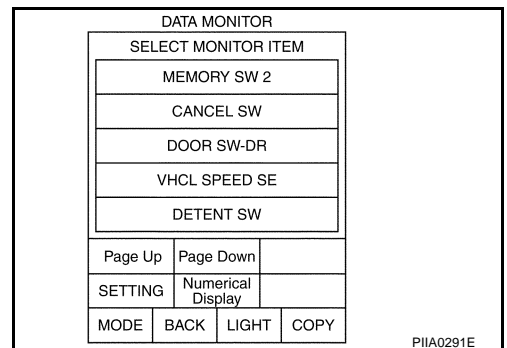 DATA MONITOR
SELECT MONITOR ITEM
MEMORY SW 2
CANCEL SW
DOOR SW-DR
VHCL SPEED SE
DETENT SW
Page Up Page Down
SETTING Numerical
Display
MODE BACK LIGHT COPY
PIIA0291E